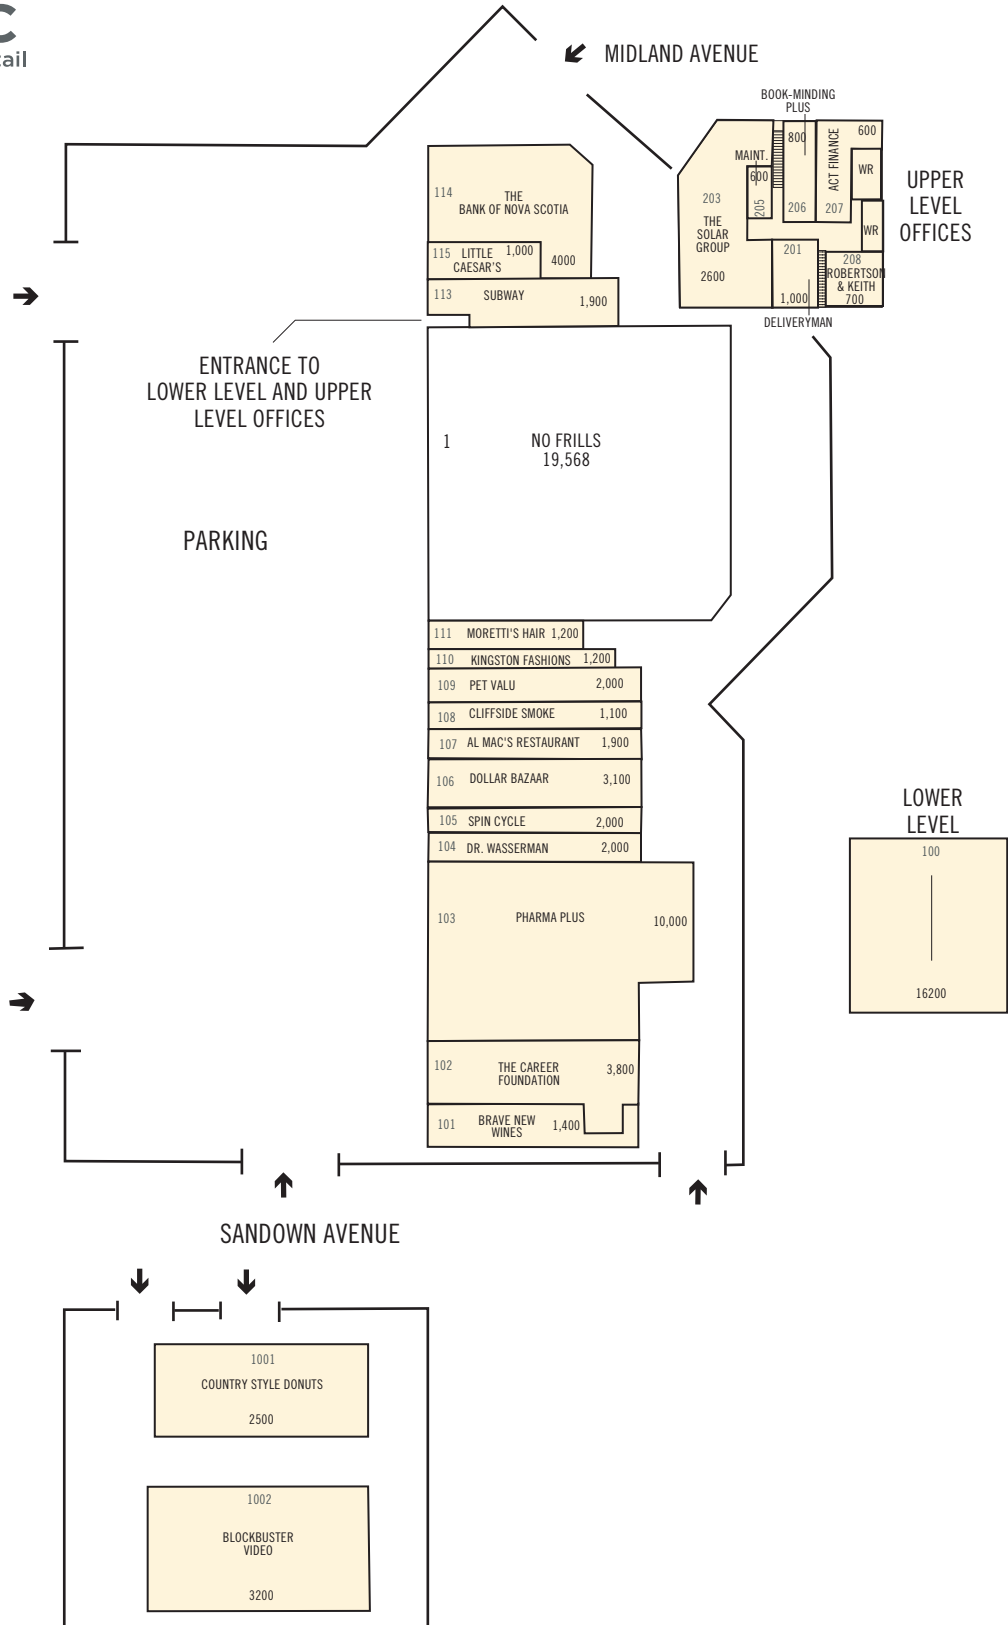 C
tail
MIDLAND AVENUE
BOOK-MINDING
PLUS
800
ACT FINANCE
600
MAINT.
600
WR
203
205
206
207
THE
SOLAR
GROUP
2600
WR
201
208
ROBERTSON
& KEITH
700
1,000
DELIVERYMAN
UPPER
LEVEL
OFFICES
114
THE
BANK OF NOVA SCOTIA
4000
115
LITTLE
CAESAR'S
1,000
113
SUBWAY
1,900
ENTRANCE TO
LOWER LEVEL AND UPPER
LEVEL OFFICES
1
NO FRILLS
19,568
PARKING
111 MORETTI'S HAIR 1,200
110 KINGSTON FASHIONS 1,200
109 PET VALU 2,000
108 CLIFFSIDE SMOKE 1,100
107 AL MAC'S RESTAURANT 1,900
106 DOLLAR BAZAAR 3,100
105 SPIN CYCLE 2,000
104 DR. WASSERMAN 2,000
103 PHARMA PLUS 10,000
LOWER
LEVEL
100
16200
102
THE CAREER
FOUNDATION
3,800
101
BRAVE NEW
WINES
1,400
SANDOWN AVENUE
1001
COUNTRY STYLE DONUTS
2500
1002
BLOCKBUSTER
VIDEO
3200